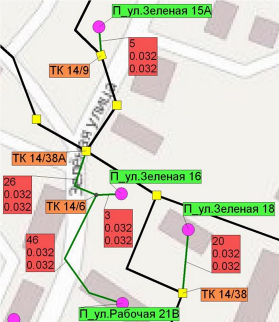 П_ул.Зеленая 15А
5
0.032
0.032
ТК 14/9
ТК 14/38А
П_ул.Зеленая 16
26
0.032
0.032
ТК 14/6
3
0.032
0.032
П_ул.Зеленая 18
46
0.032
0.032
20
0.032
0.032
ТК 14/38
П_ул.Рабочая 21В